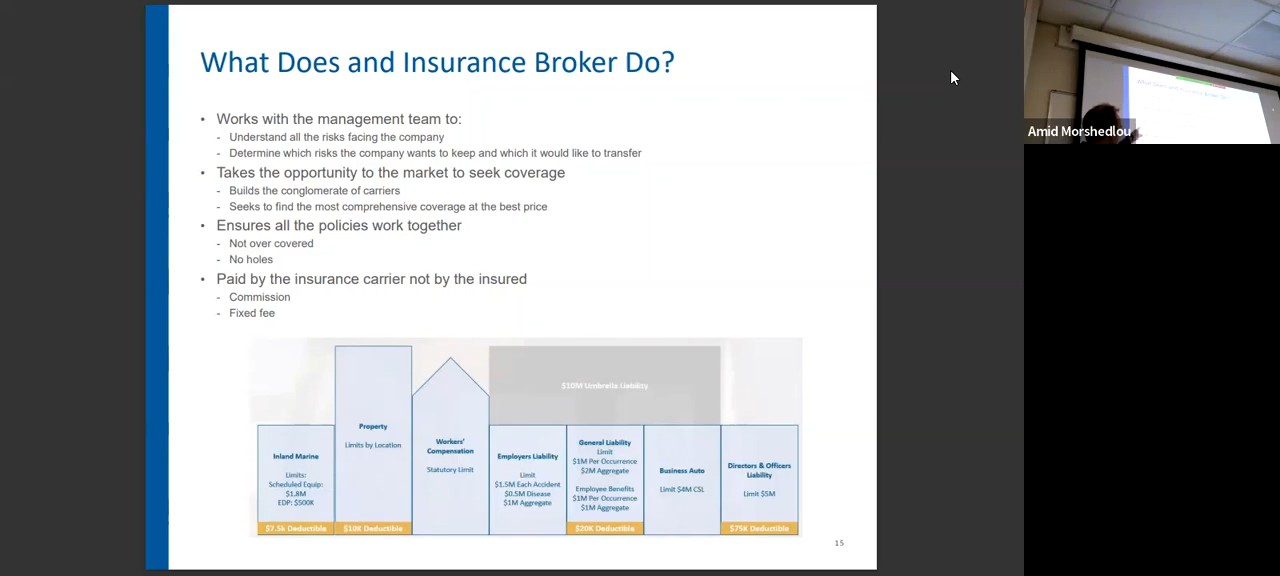 What Does and Insurance Broker Do?
• Works with the management team to:
- Understand all the risks facing the company
- Determine which risks the company wants to keep and which it would like to transfer
• Takes the opportunity to the market to seek coverage
- Builds the conglomerate of carriers
- Seeks to find the most comprehensive coverage at the best price
• Ensures all the policies work together
- Not over covered
- No holes
• Paid by the insurance carrier not by the insured
- Commission
- Fixed fee
$10M Umbrella Liability
Inland Marine
Limits:
Scheduled Equip:
$1.8M
EDP: $500K
$7.5k Deductible
Property
Limits by Location
$10K Deductible
Workers'
Compensation
Statutory Limit
Employers Liability
Limit
$1.5M Each Accident
$0.5M Disease
$1M Aggregate
General Liability
Limit
$1M Per Occurrence
$2M Aggregate
Employee Benefits
$1M Per Occurrence
$1M Aggregate
$20K Deductible
Business Auto
Limit $4M CSL
Directors & Officers
Liability
Limit $5M
$75K Deductible
15
Amid Morshedlou